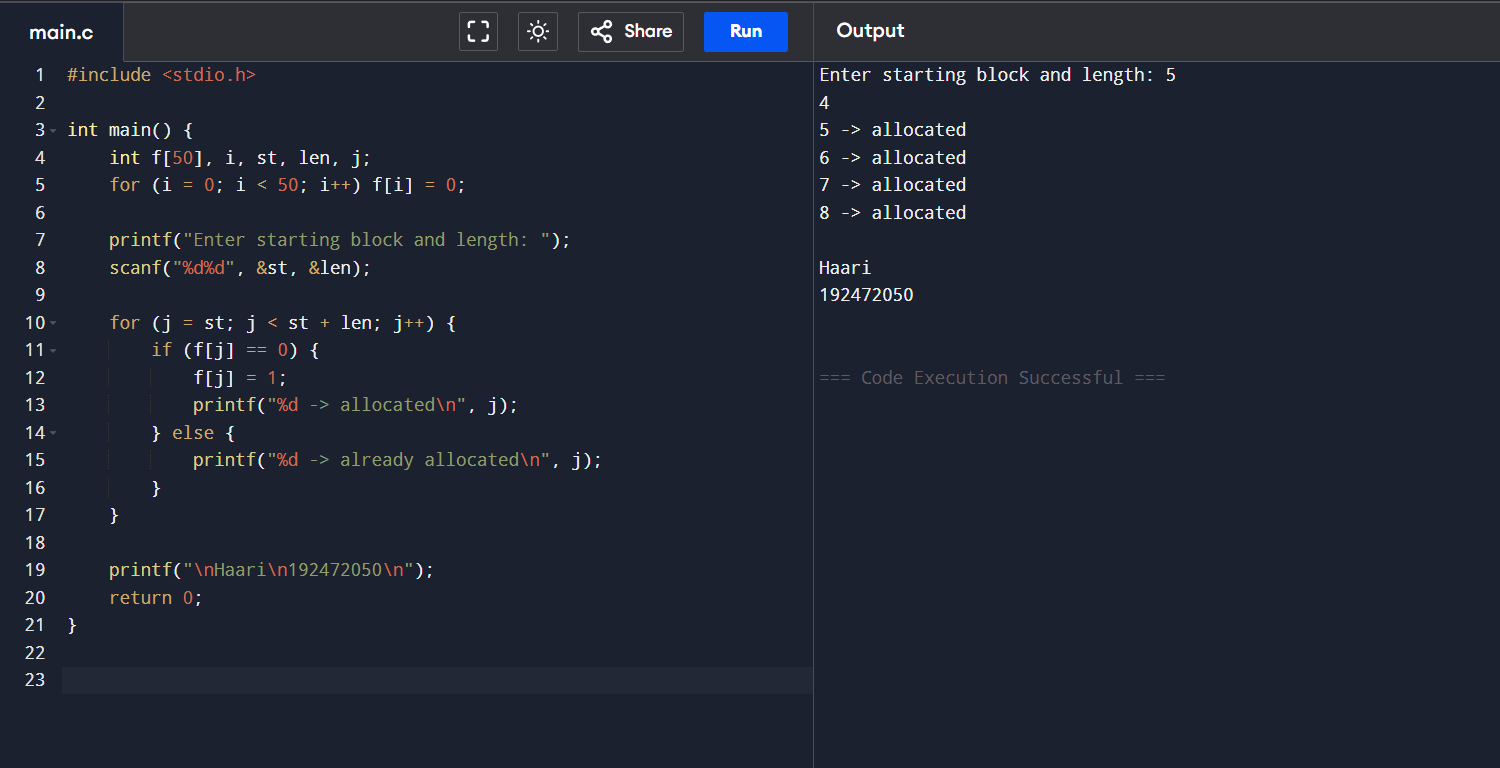 main.c
Share
Run
Output
1 #include <stdio.h>
2
3 int main() {
4     int f[50], i, st, len, j;
5     for (i = 0; i < 50; i++) f[i] = 0;
6
7     printf("Enter starting block and length: ");
8     scanf("%d%d", &st, &len);
9
10     for (j = st; j < st + len; j++) {
11         if (f[j] == 0) {
12             f[j] = 1;
13             printf("%d -> allocated\n", j);
14         } else {
15             printf("%d -> already allocated\n", j);
16         }
17     }
18
19     printf("\nHaari\n192472050\n");
20     return 0;
21 }
22
23
Enter starting block and length: 5
4
5 -> allocated
6 -> allocated
7 -> allocated
8 -> allocated
Haari
192472050
=== Code Execution Successful ===